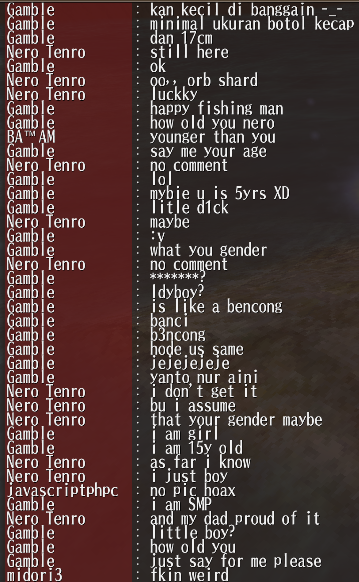 Gamble : kan kecil di banggain -_-
Gamble : minimal ukuran botol kecap
Gamble : dan 17cm
Nero Tenro : still here
Gamble : ok
Nero Tenro : oo,, orb shard
Nero Tenro : luckky
Gamble : happy fishing man
Gamble : how old you nero
BA™AM : younger than you
Gamble : say me your age
Nero Tenro : no comment
Gamble : lol
Gamble : mybie u is 5yrs XD
Gamble : litle d1ck
Nero Tenro : maybe
Gamble : :v
Gamble : what you gender
Nero Tenro : no comment
Gamble : *******?
Gamble : ldyboy?
Gamble : is like a bencong
Gamble : banci
Gamble : b3ncong
Gamble : hode us same
Gamble : jejejejeje
Gamble : yanto nur aini
Nero Tenro : i don't get it
Nero Tenro : bu i assume
Nero Tenro : that your gender maybe
Gamble : i am girl
Gamble : i am 15y old
Nero Tenro : as far i know
Nero Tenro : i just boy
javascriptphpc : no pic hoax
Gamble : i am SMP
Nero Tenro : and my dad proud of it
Gamble : little boy?
Gamble : how old you
Gamble : just say for me please
midori3 : fkin weird